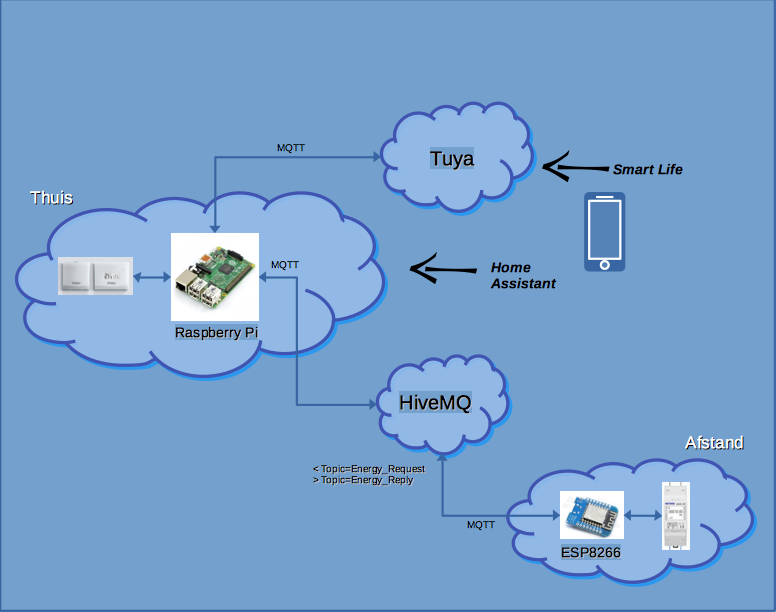 MQTT
Tuya
Smart Life
Thuis
MQTT
Home
Assistant
Raspberry Pi
HiveMQ
Afstand
< Topic=Energy_Request
> Topic=Energy_Reply
MQTT
ESP8266